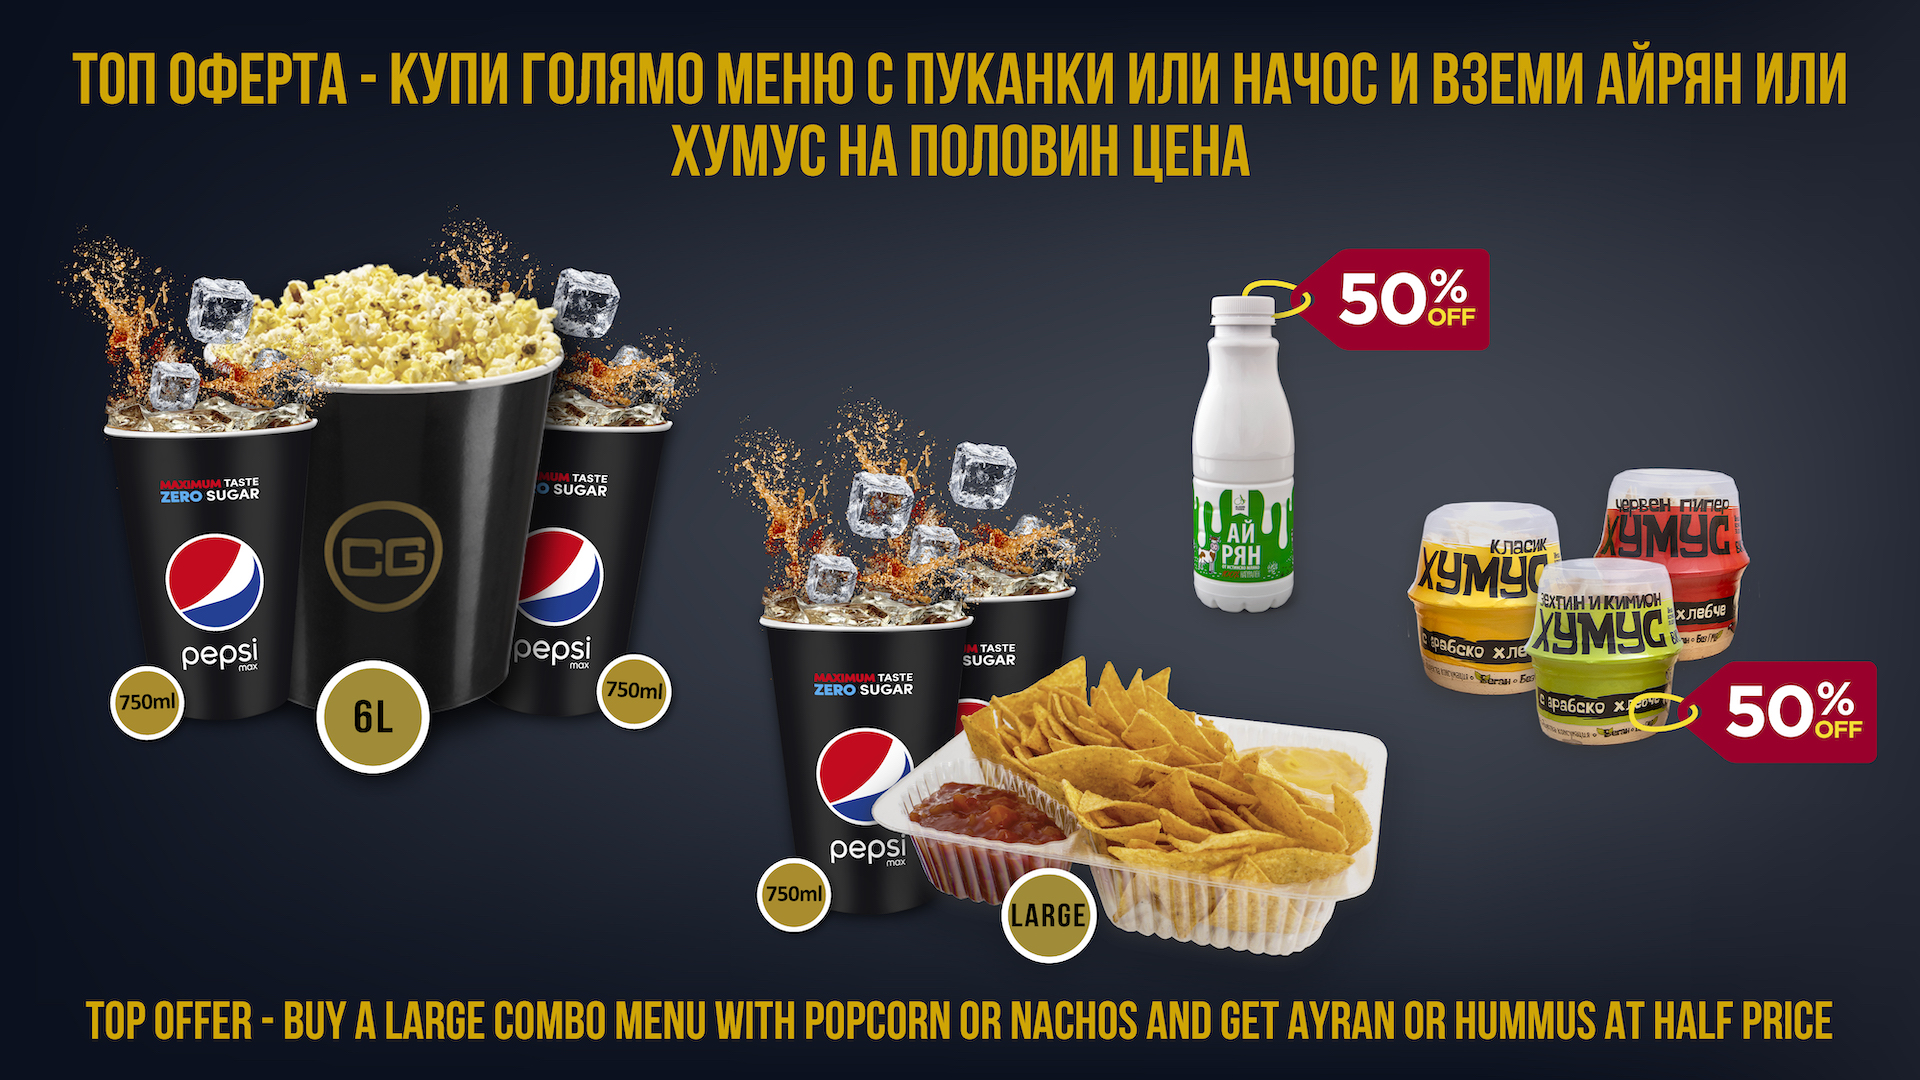 ТОП ОФЕРТА - КУПИ ГОЛЯМО МЕНЮ С ПУКАНКИ ИЛИ НАЧОС И ВЗЕМИ АЙРЯН ИЛИ
ХУМУС НА ПОЛОВИН ЦЕНА
MAXIMUM TASTE
ZERO SUGAR
pepsi
max
750ml
CG
6L
TASTE
SUGAR
pepsi
max
750ml
MAXIMUM TASTE
ZERO SUGAR
pepsi
max
750ml
TASTE
SUGAR
LARGE
50% OFF
АЙ
РЯН
класик
ХУМУС
с арабско
червен пипер
ХУМУС
хлебче
зехтин и кимион
ХУМУС
с арабско
50% OFF
TOP OFFER - BUY A LARGE COMBO MENU WITH POPCORN OR NACHOS AND GET AYRAN OR HUMMUS AT HALF PRICE